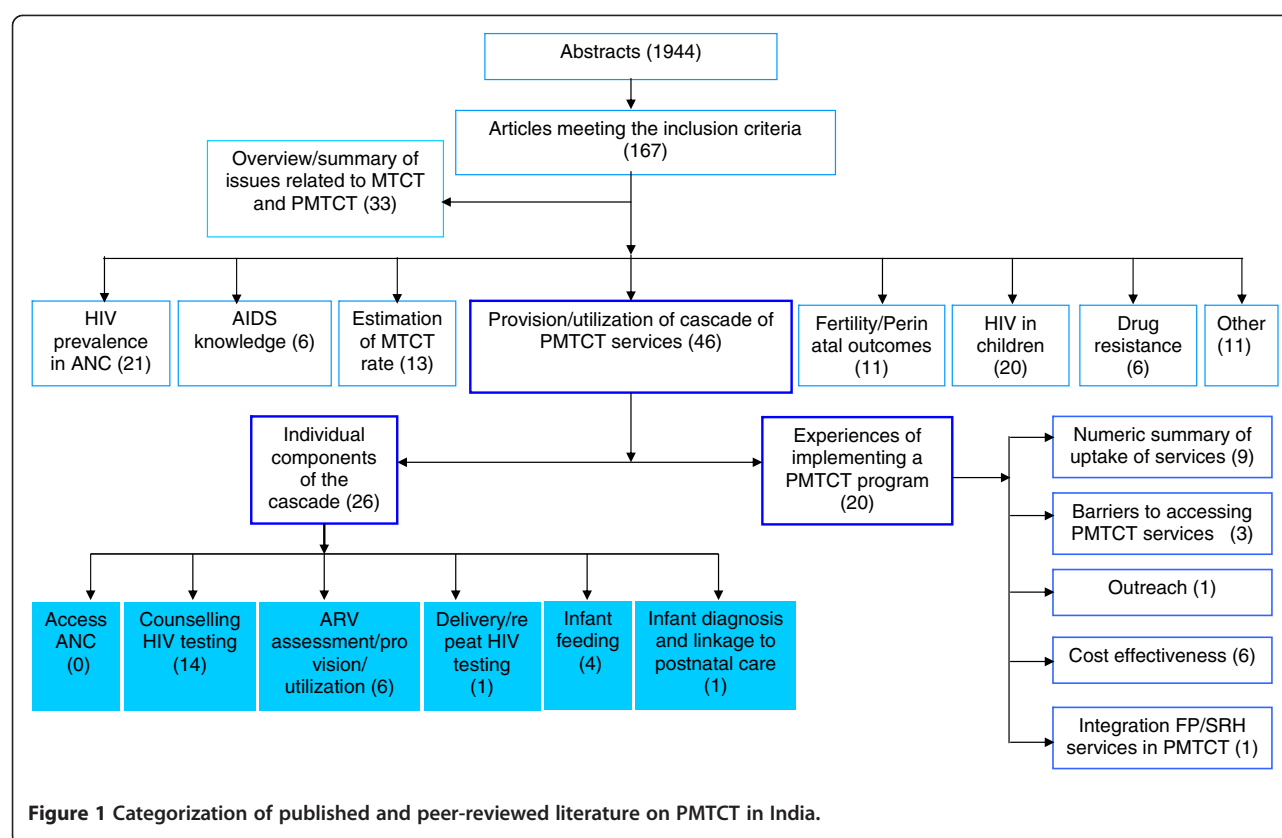 Abstracts (1944)
Articles meeting the inclusion criteria
(167)
Overview/summary of
issues related to MTCT
and PMTCT (33)
HIV
prevalence
in ANC (21)
AIDS
knowledge (6)
Estimation
of MTCT
rate (13)
Provision/utilization of cascade of
PMTCT services (46)
Fertility/Perin
atal outcomes
(11)
HIV in
children
(20)
Drug
resistance
(6)
Other
(11)
Individual
components
of the
cascade (26)
Experiences of
implementing a
PMTCT program
(20)
Numeric summary of
uptake of services (9)
Barriers to accessing
PMTCT services (3)
Outreach (1)
Cost effectiveness (6)
Integration FP/SRH
services in PMTCT (1)
Access
ANC
(0)
Counselling
HIV testing
(14)
ARV
assessment/pro
vision/
utilization (6)
Delivery/re
peat HIV
testing
(1)
Infant
feeding
(4)
Infant diagnosis
and linkage to
postnatal care
(1)
Figure 1 Categorization of published and peer-reviewed literature on PMTCT in India.